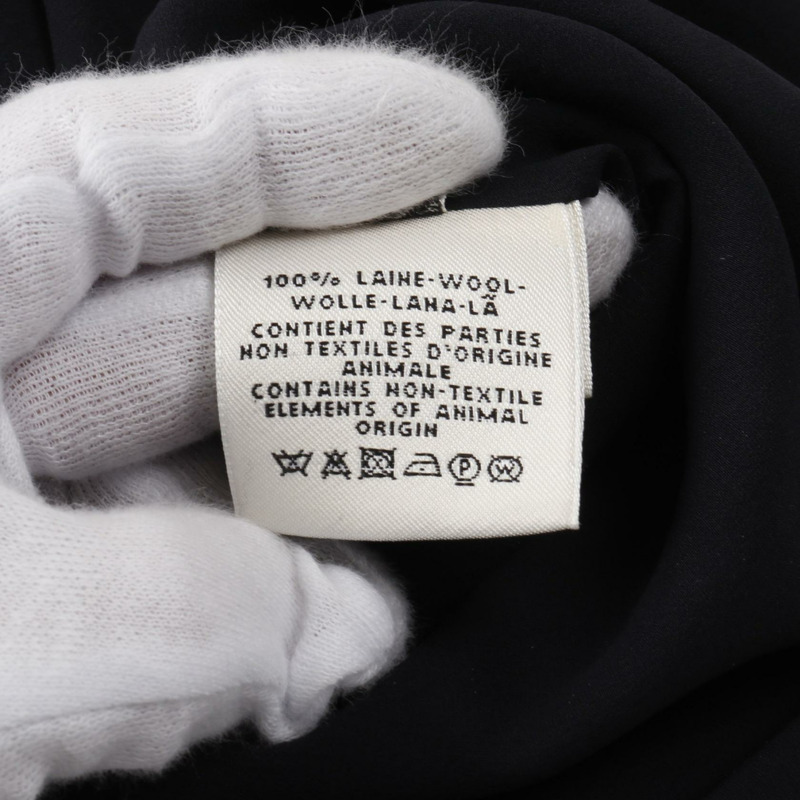 100% LAINE-WOOL-
WOLLE-LANA-LÃ
CONTIENT DES PARTIES
NON TEXTILES D'ORIGINE
ANIMALE
CONTAINS NON-TEXTILE
ELEMENTS OF ANIMAL
ORIGIN
P W